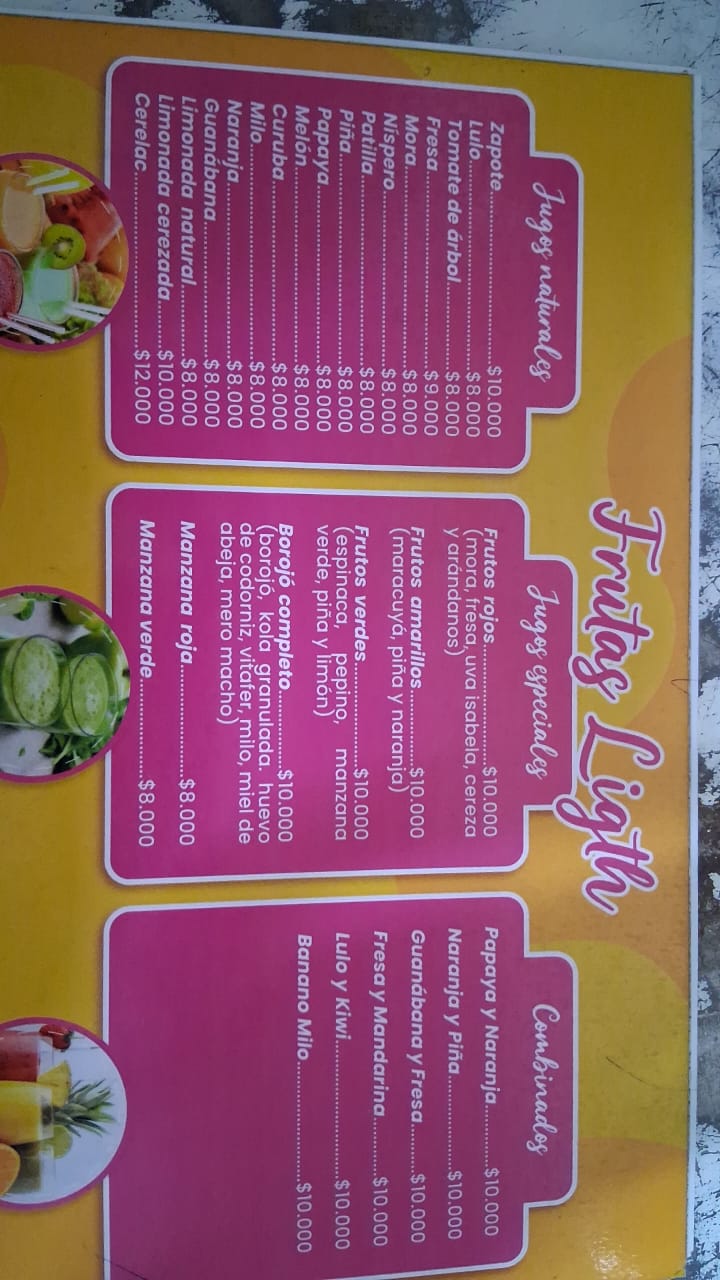 Frutas Ligth
Jugos naturales
Zapote...............................$10.000
Lulo.....................................$8.000
Tomate de árbol................$8.000
Fresa...................................$9.000
Mora....................................$8.000
Níspero...............................$8.000
Patilla..................................$8.000
Piña......................................$8.000
Papaya................................$8.000
Melón...................................$8.000
Curuba................................$8.000
Milo.......................................$8.000
Naranja...............................$8.000
Guanábana........................$8.000
Límonada natural.............$8.000
Limonada cerezada.........$10.000
Cerelac...............................$12.000
Jugos especiales
Frutos rojos......................$10.000
(mora, fresa, uva isabela, cereza
y arándanos)
Frutos amarillos.............$10.000
(maracuyá, piña y naranja)
Frutos verdes..................$10.000
(espinaca, pepino, manzana
verde, piña y limón)
Borojó completo................$10.000
(borojó, kola granulada. huevo
de codorniz, vitafer, milo, miel de
abeja, mero macho)
Manzana roja.....................$8.000
Manzana verde..................$8.000
Combinados
Papaya y Naranja............$10.000
Naranja y Piña...................$10.000
Guanábana y Fresa.........$10.000
Fresa y Mandarina...........$10.000
Lulo y Kiwi...........................$10.000
Banano Milo.......................$10.000